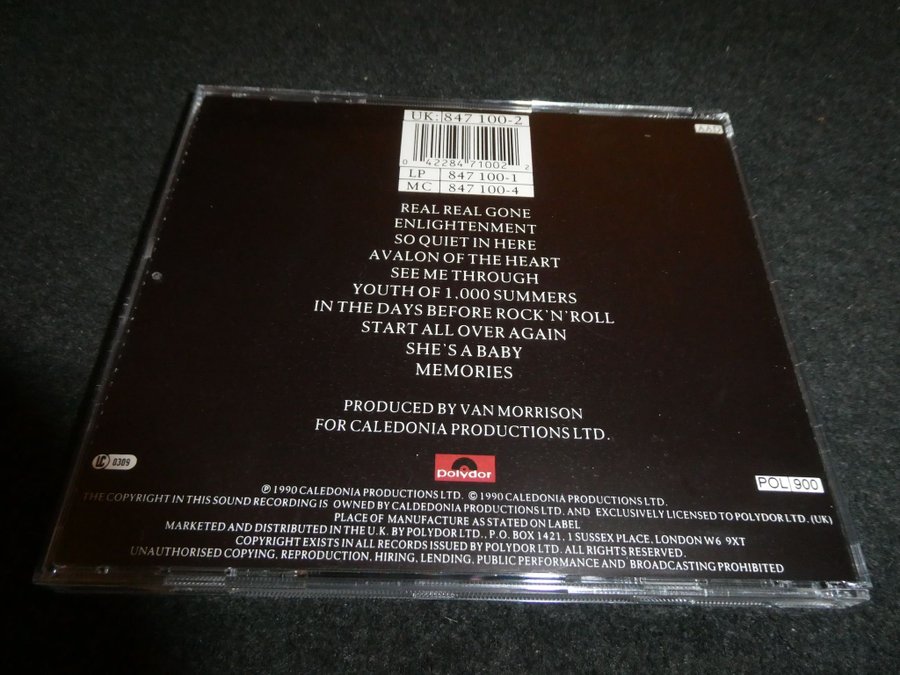 UK: 847 100-2
AAD
0 42284 71002 2
LP 847 100-1
MC 847 100-4
REAL REAL GONE
ENLIGHTENMENT
SO QUIET IN HERE
AVALON OF THE HEART
SEE ME THROUGH
YOUTH OF 1,000 SUMMERS
IN THE DAYS BEFORE ROCK'N'ROLL
START ALL OVER AGAIN
SHE'S A BABY
MEMORIES
PRODUCED BY VAN MORRISON
FOR CALEDONIA PRODUCTIONS LTD.
LC 0309
polydor
POL 900
℗ 1990 CALEDONIA PRODUCTIONS LTD. © 1990 CALEDONIA PRODUCTIONS LTD.
THE COPYRIGHT IN THIS SOUND RECORDING IS OWNED BY CALDEDONIA PRODUCTIONS LTD. AND EXCLUSIVELY LICENSED TO POLYDOR LTD. (UK)
PLACE OF MANUFACTURE AS STATED ON LABEL
MARKETED AND DISTRIBUTED IN THE U.K. BY POLYDOR LTD., P.O. BOX 1421, 1 SUSSEX PLACE, LONDON W6 9XT
COPYRIGHT EXISTS IN ALL RECORDS ISSUED BY POLYDOR LTD. ALL RIGHTS RESERVED.
UNAUTHORISED COPYING, REPRODUCTION, HIRING, LENDING, PUBLIC PERFORMANCE AND BROADCASTING PROHIBITED